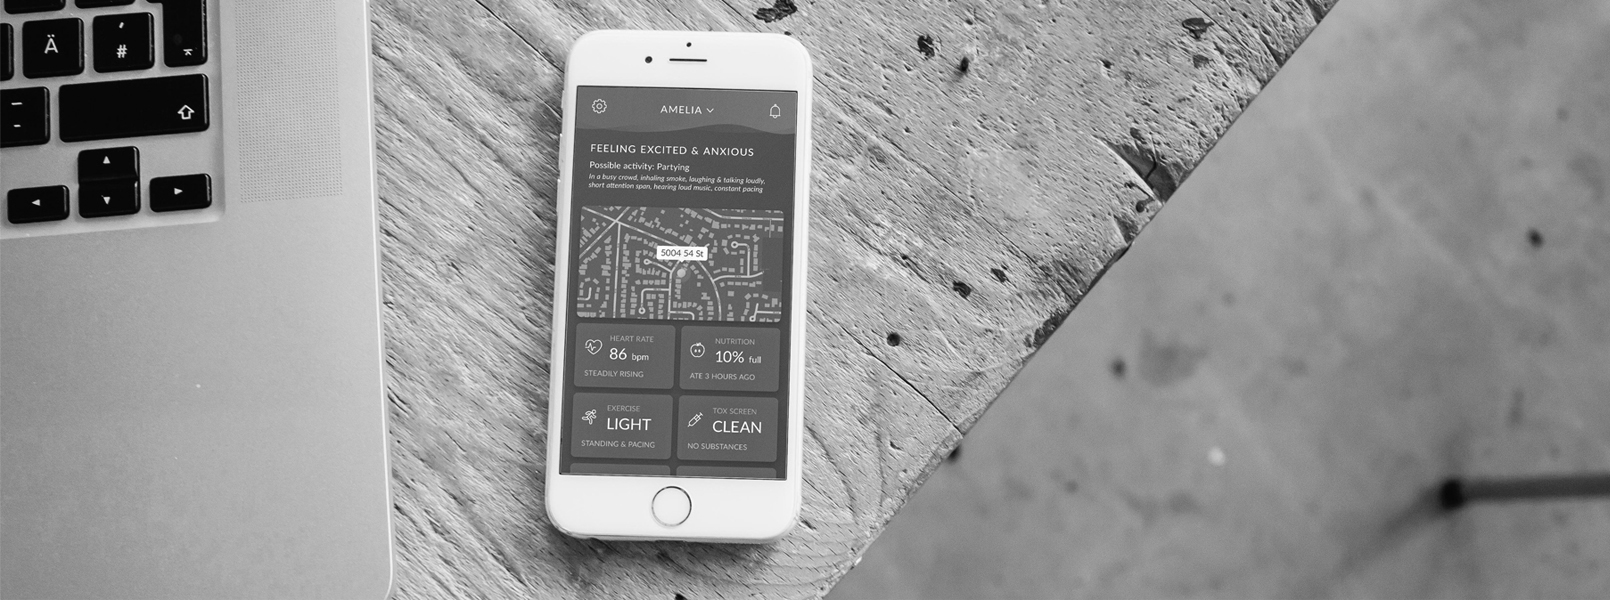 Ä
#
AMELIA
FEELING EXCITED & ANXIOUS
Possible activity: Partying
In a busy crowd, inhaling smoke, laughing & talking loudly,
short attention span, hearing loud music, constant pacing
5004 54 St
HEART RATE
86 bpm
STEADILY RISING
NUTRITION
10% full
ATE 3 HOURS AGO
EXERCISE
LIGHT
STANDING & PACING
TOX SCREEN
CLEAN
NO SUBSTANCES